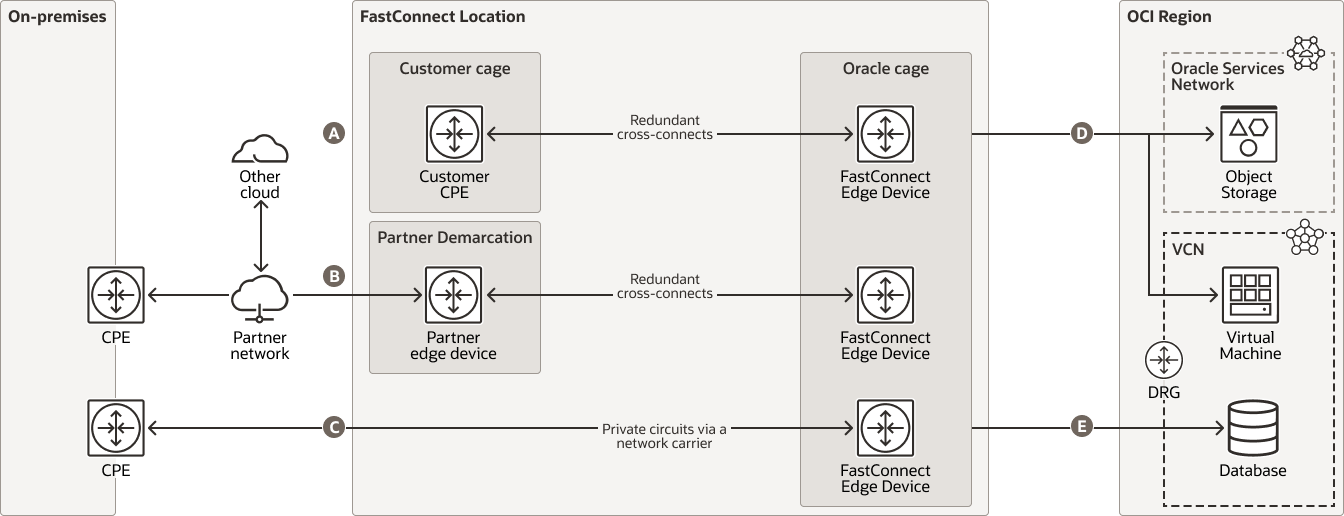 On-premises
FastConnect Location
OCI Region
Customer cage
Oracle cage
Oracle Services
Network
A
Redundant
cross-connects
D
Other
cloud
Customer
CPE
FastConnect
Edge Device
Object
Storage
Partner Demarcation
VCN
B
Redundant
cross-connects
CPE
Partner
network
Partner
edge device
FastConnect
Edge Device
Virtual
Machine
DRG
C
Private circuits via a
network carrier
E
CPE
FastConnect
Edge Device
Database